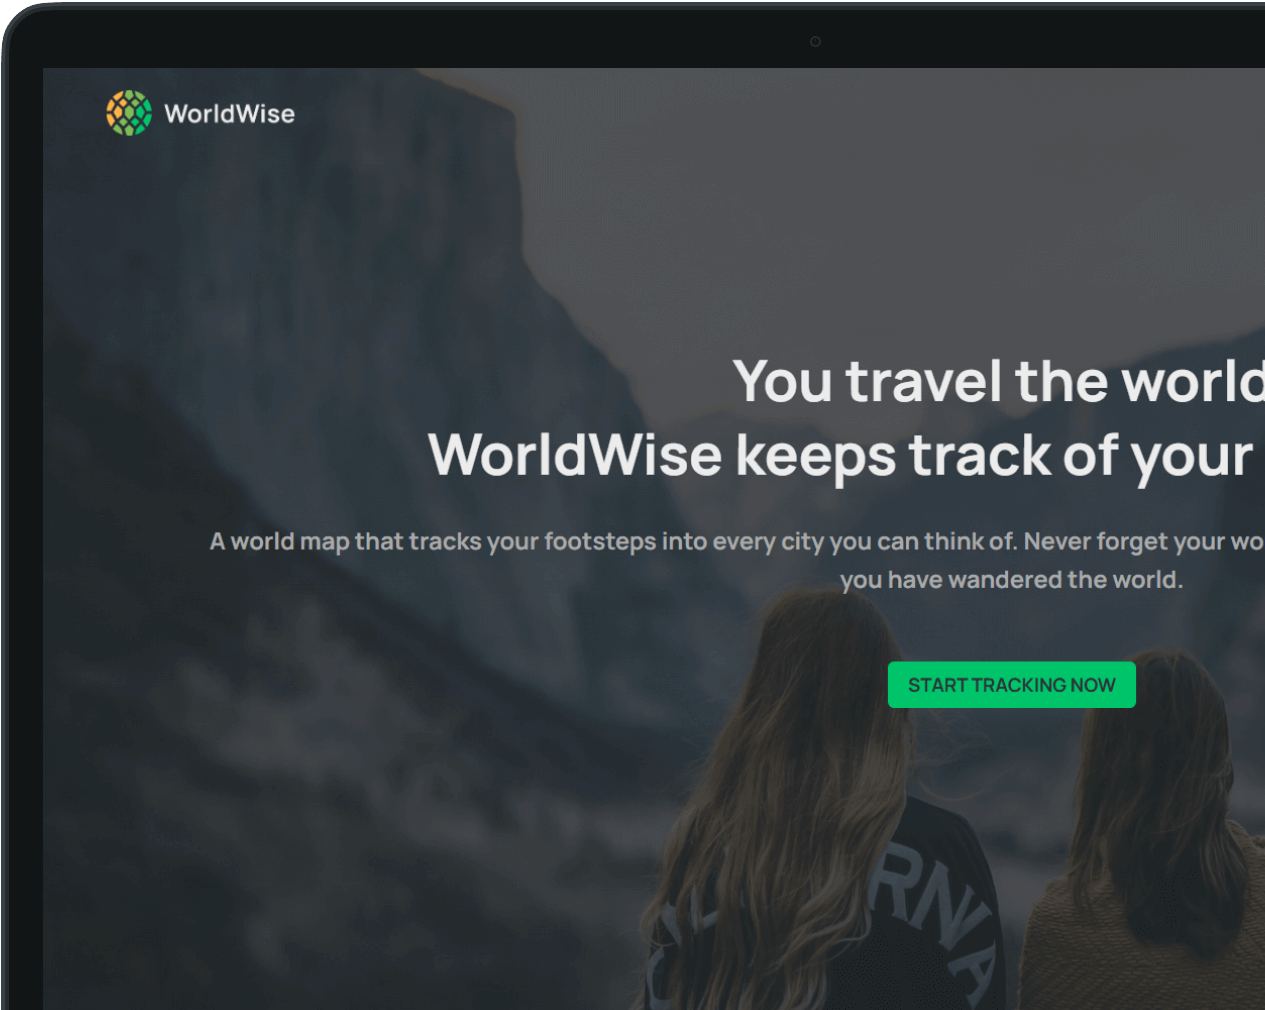 WorldWise
You travel the world
WorldWise keeps track of your
A world map that tracks your footsteps into every city you can think of. Never forget your wo
you have wandered the world.
START TRACKING NOW